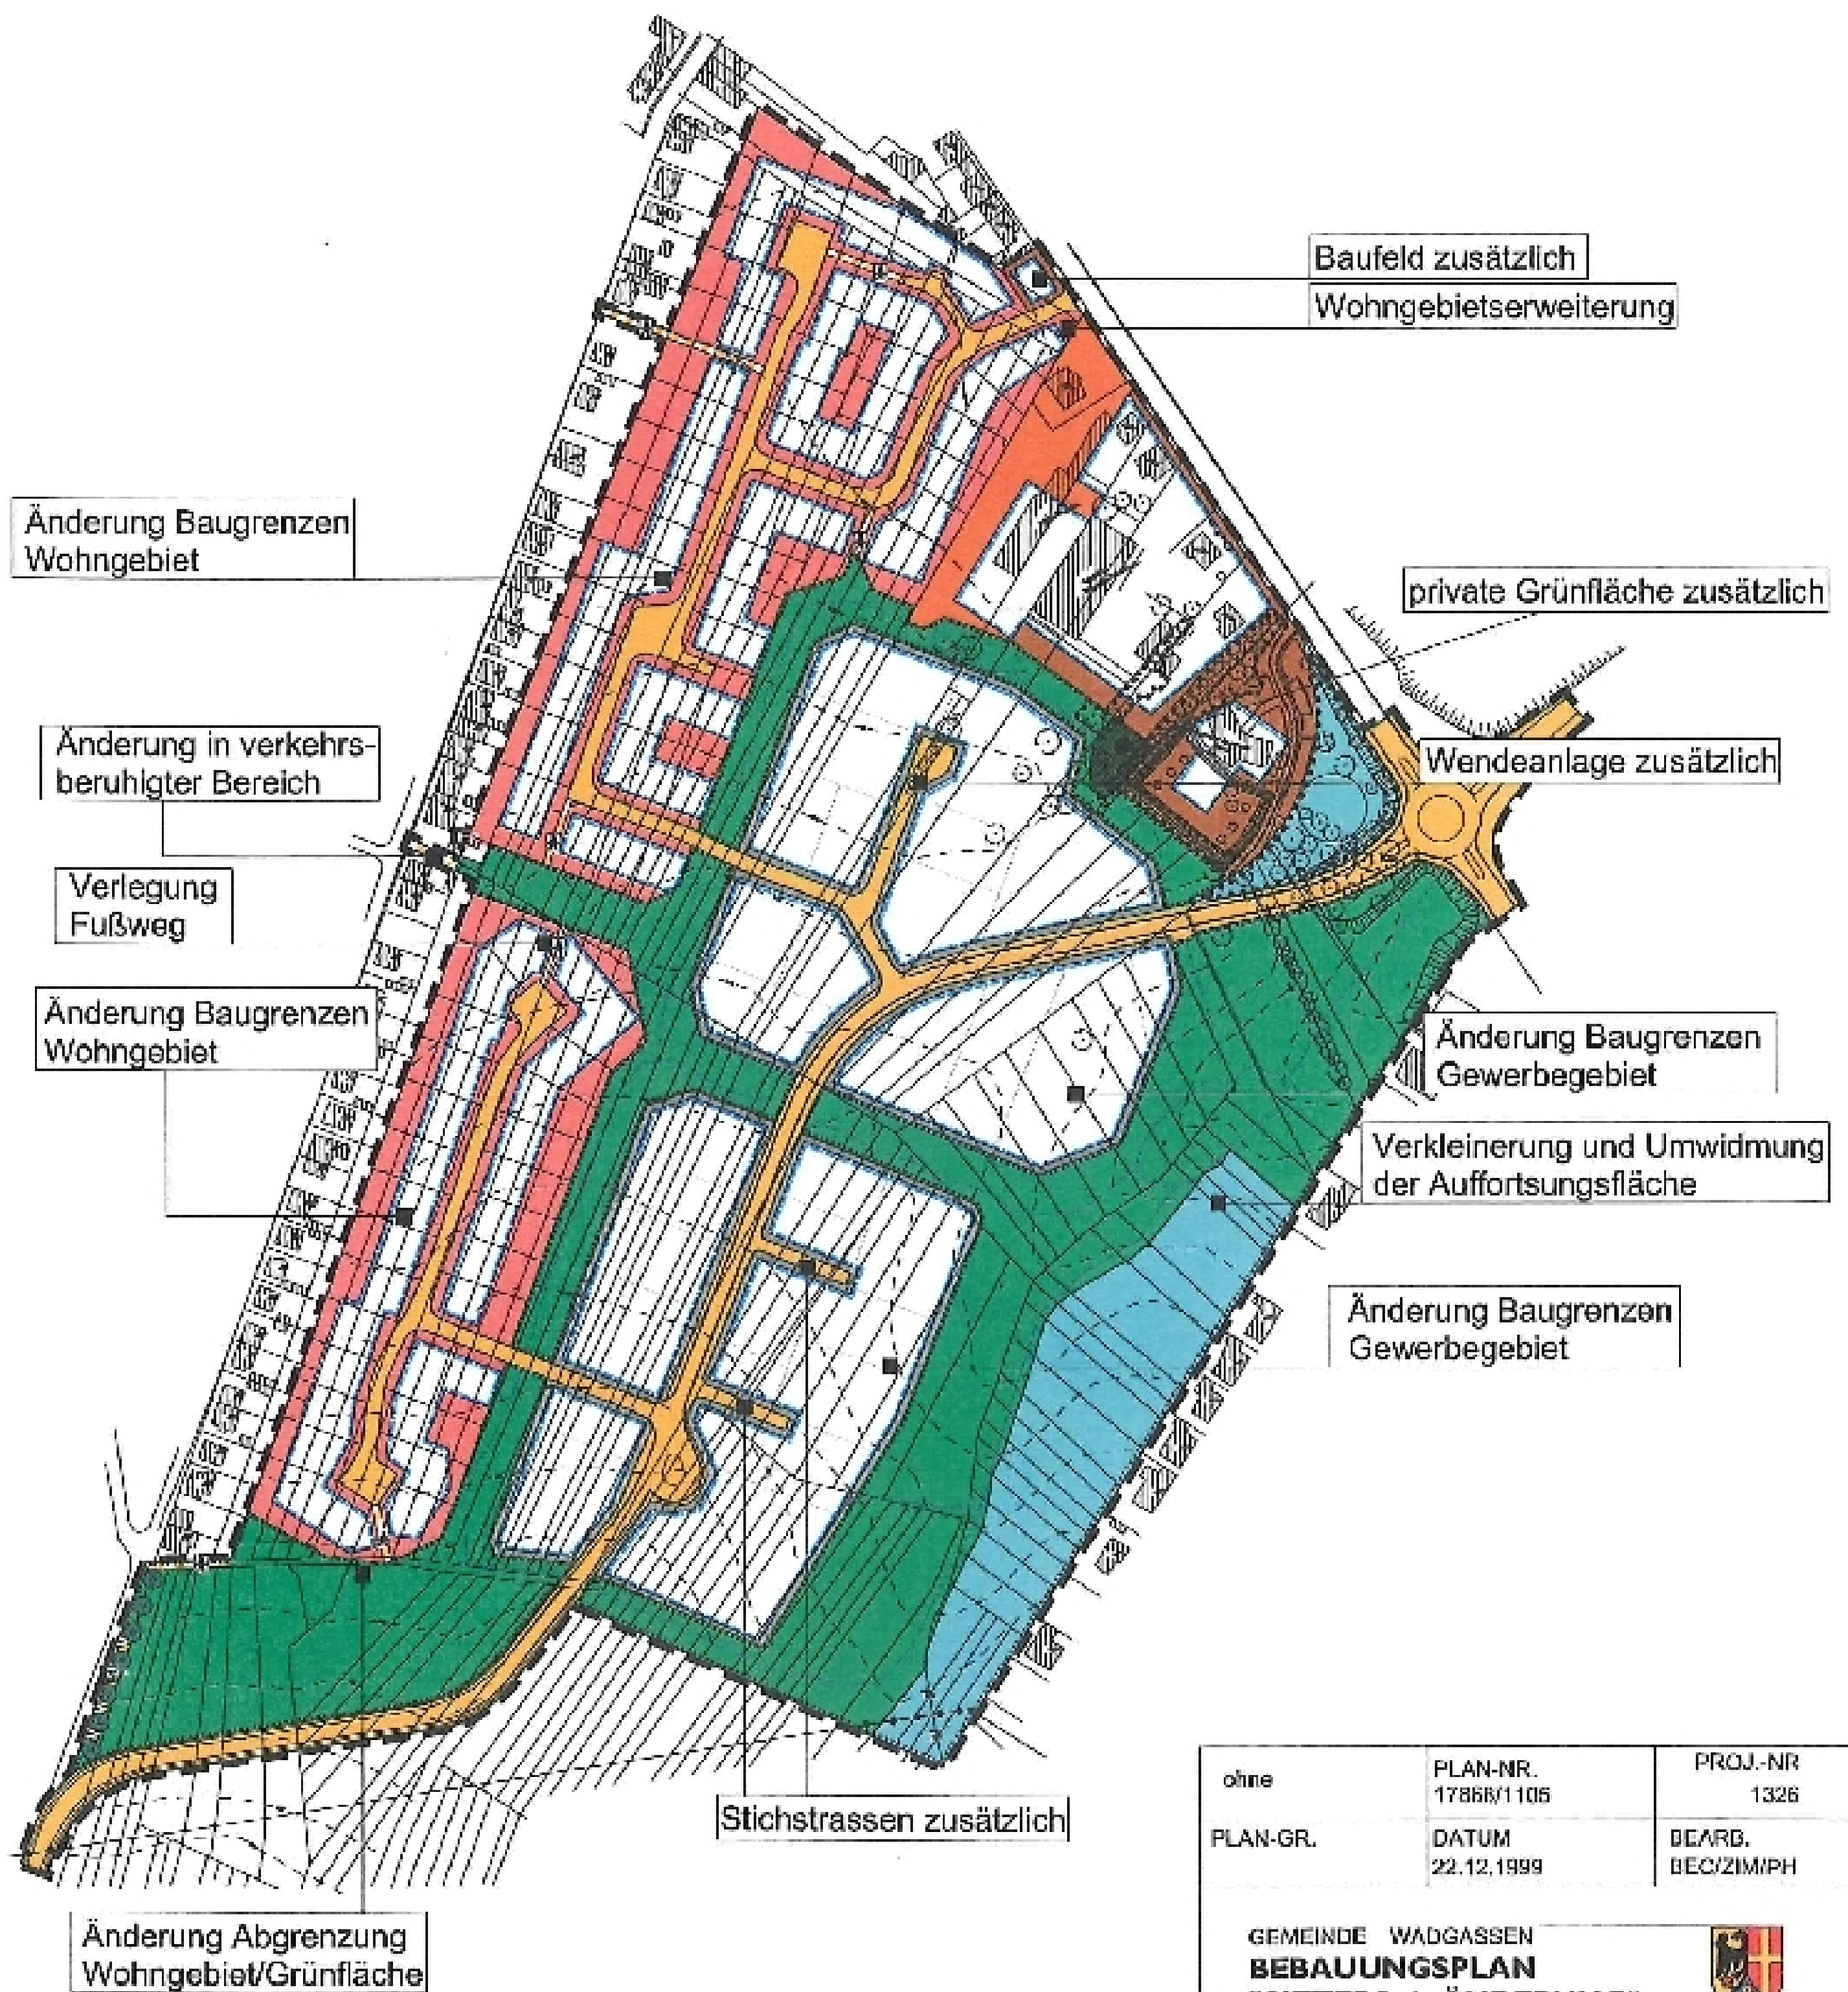 Baufeld zusätzlich
Wohngebietserweiterung
Änderung Baugrenzen
Wohngebiet
private Grünfläche zusätzlich
Änderung in verkehrs-
beruhigter Bereich
Wendeanlage zusätzlich
Verlegung
Fußweg
Änderung Baugrenzen
Wohngebiet
Änderung Baugrenzen
Gewerbegebiet
Verkleinerung und Umwidmung
der Auffortsungsfläche
Änderung Baugrenzen
Gewerbegebiet
Stichstrassen zusätzlich
Änderung Abgrenzung
Wohngebiet/Grünfläche
ohne
PLAN-NR.
17868/1105
PROJ.-NR
1326
PLAN-GR.
DATUM
22.12.1999
BEARB.
BEC/ZIM/PH
GEMEINDE WADGASSEN
BEBAUUNGSPLAN